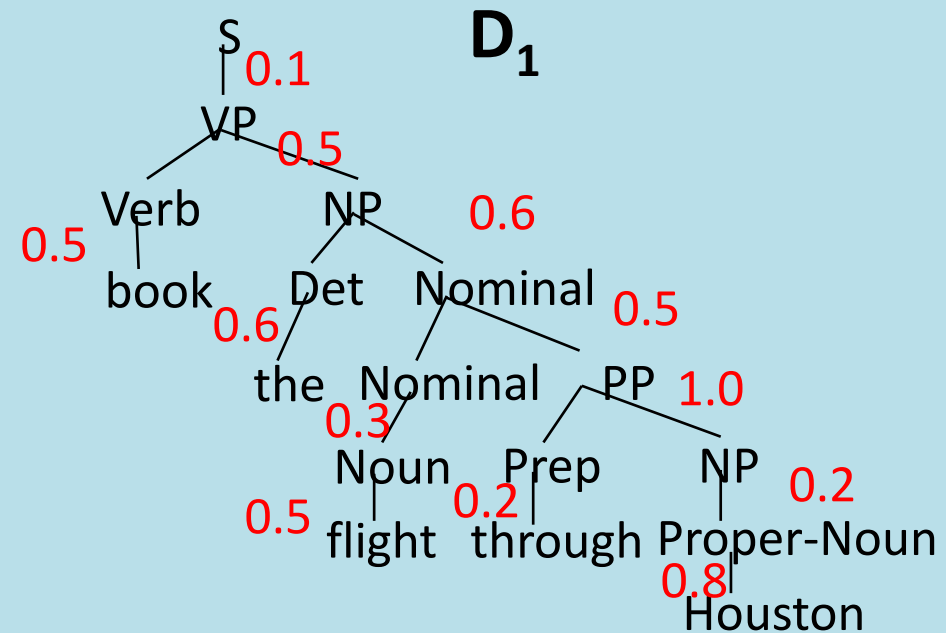 S D₁
0.1
VP
0.5
Verb NP 0.6
0.5
book Det Nominal
0.6 0.5
the Nominal PP 1.0
0.3
Noun Prep NP
0.5 0.2 0.2
flight through Proper-Noun
0.8
Houston